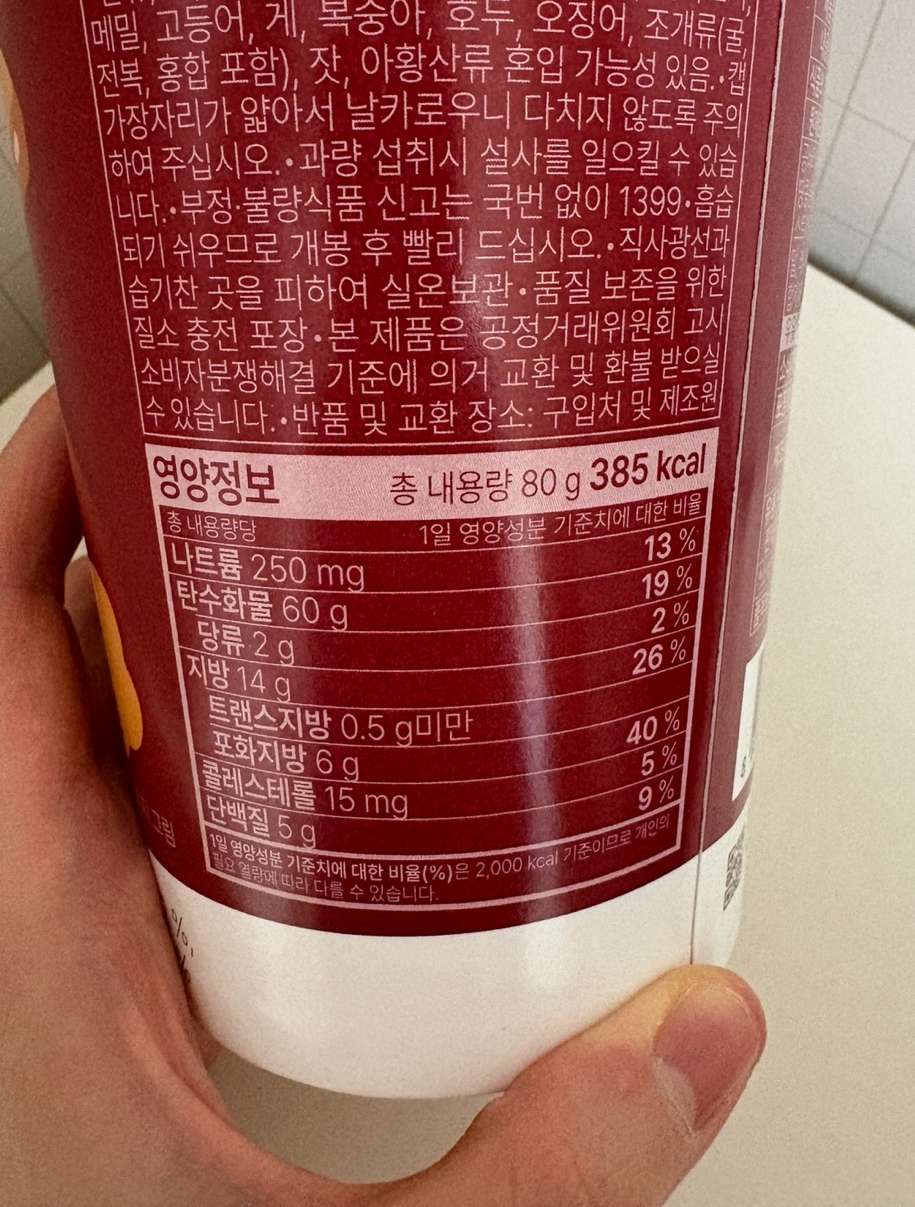 메밀, 고등어, 게, 복숭아, 호두, 오징어, 조개류(굴,
전복, 홍합 포함), 잣, 아황산류 혼입 가능성 있음.•캡
가장자리가 얇아서 날카로우니 다치지 않도록 주의
하여 주십시오.•과량 섭취시 설사를 일으킬 수 있습
니다.•부정·불량식품 신고는 국번 없이 1399•흡습
되기 쉬우므로 개봉 후 빨리 드십시오.•직사광선과
습기찬 곳을 피하여 실온보관•품질 보존을 위한
질소 충전 포장•본 제품은 공정거래위원회 고시
소비자분쟁해결 기준에 의거 교환 및 환불 받으실
수 있습니다.•반품 및 교환 장소: 구입처 및 제조원
영양정보 총 내용량 80 g 385 kcal
총 내용량당 1일 영양성분 기준치에 대한 비율
나트륨 250 mg 13 %
탄수화물 60 g 19 %
당류 2 g 2 %
지방 14 g 26 %
트랜스지방 0.5 g미만
포화지방 6 g 40 %
콜레스테롤 15 mg 5 %
단백질 5 g 9 %
1일 영양성분 기준치에 대한 비율(%)은 2,000 kcal 기준이므로 개인의
필요 열량에 따라 다를 수 있습니다.